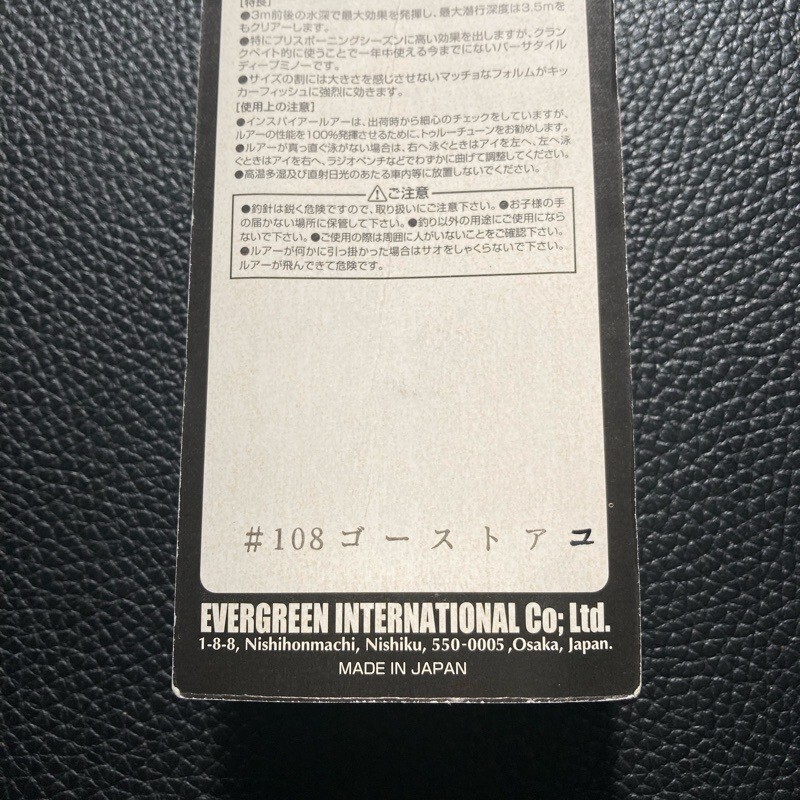 [特長]
●3m前後の水深で最大効果を発揮し、最大潜行深度は3.5mを
もクリアーします。
●特にプリスポーニングシーズンに高い効果を出しますが、クラン
クベイト的に使うことで一年中使える今までにないバーサタイル
ディープミノーです。
●サイズの割には大きさを感じさせないマッチョなフォルムがキッ
カーフィッシュに強烈に効きます。
[使用上の注意]
●インスパイアールアーは、出荷時から細心のチェックをしていますが、
ルアーの性能を100%発揮させるために、トゥルーチューンをお勧めします。
●ルアーが真っ直ぐ泳がない場合は、右へ泳ぐときはアイを左へ、左へ泳
ぐときはアイを右へ、ラジオペンチなどでわずかに曲げて調整してください。
●高温多湿及び直射日光のあたる車内等に放置しないでください。
⚠ご注意
●釣針は鋭く危険ですので、取り扱いにご注意下さい。●お子様の手
の届かない場所に保管して下さい。●釣り以外の用途にご使用になら
ないで下さい。●ご使用の際は周囲に人がいないことをご確認下さい。
●ルアーが何かに引っ掛かった場合はサオをしゃくらないで下さい。
ルアーが飛んできて危険です。
#108ゴーストアユ
EVERGREEN INTERNATIONAL Co; Ltd.
1-8-8, Nishihonmachi, Nishiku, 550-0005 ,Osaka, Japan.
MADE IN JAPAN